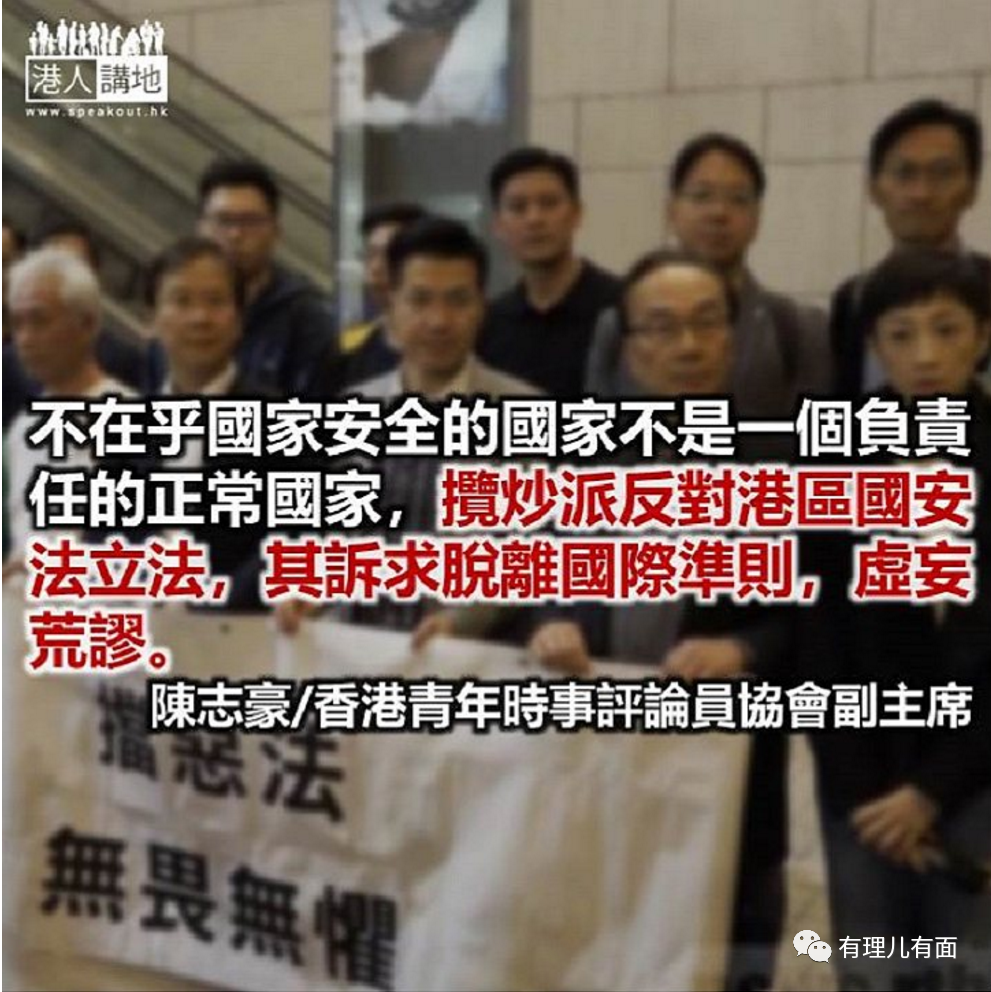 港人講地
www.speakout.hk
不在乎國家安全的國家不是一個負責
任的正常國家，攬炒派反對港區國安
法立法，其訴求脫離國際準則，虛妄
荒謬。
陳志豪/香港青年時事評論員協會副主席
擋惡法
無畏無懼
有理儿有面